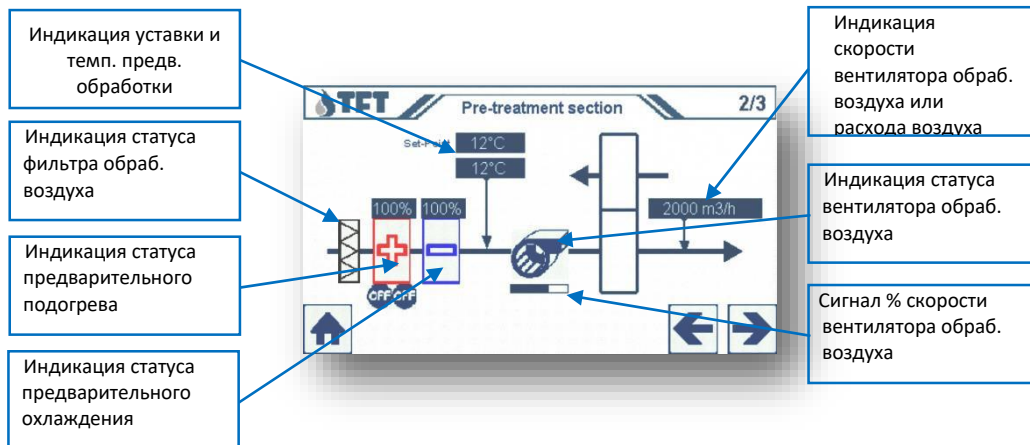 Индикация уставки и
темп. предв.
обработки
Индикация статуса
фильтра обраб.
воздуха
Индикация статуса
предварительного
подогрева
Индикация статуса
предварительного
охлаждения
TFT
Pre-treatment section
2/3
Set-Point
12°C
12°C
100%
100%
2000 m3/h
OFF
OFF
Индикация
скорости
вентилятора обраб.
воздуха или
расхода воздуха
Индикация статуса
вентилятора обраб.
воздуха
Сигнал % скорости
вентилятора обраб.
воздуха